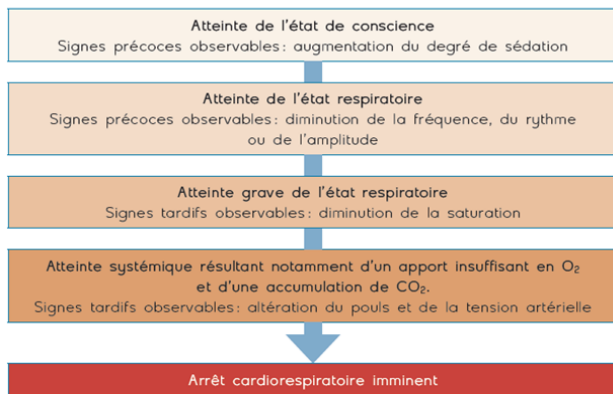 Atteinte de l'état de conscience
Signes précoces observables : augmentation du degré de sédation
Atteinte de l'état respiratoire
Signes précoces observables : diminution de la fréquence, du rythme
ou de l'amplitude
Atteinte grave de l'état respiratoire
Signes tardifs observables : diminution de la saturation
Atteinte systémique résultant notamment d'un apport insuffisant en O₂
et d'une accumulation de CO₂.
Signes tardifs observables : altération du pouls et de la tension artérielle
Arrêt cardiorespiratoire imminent